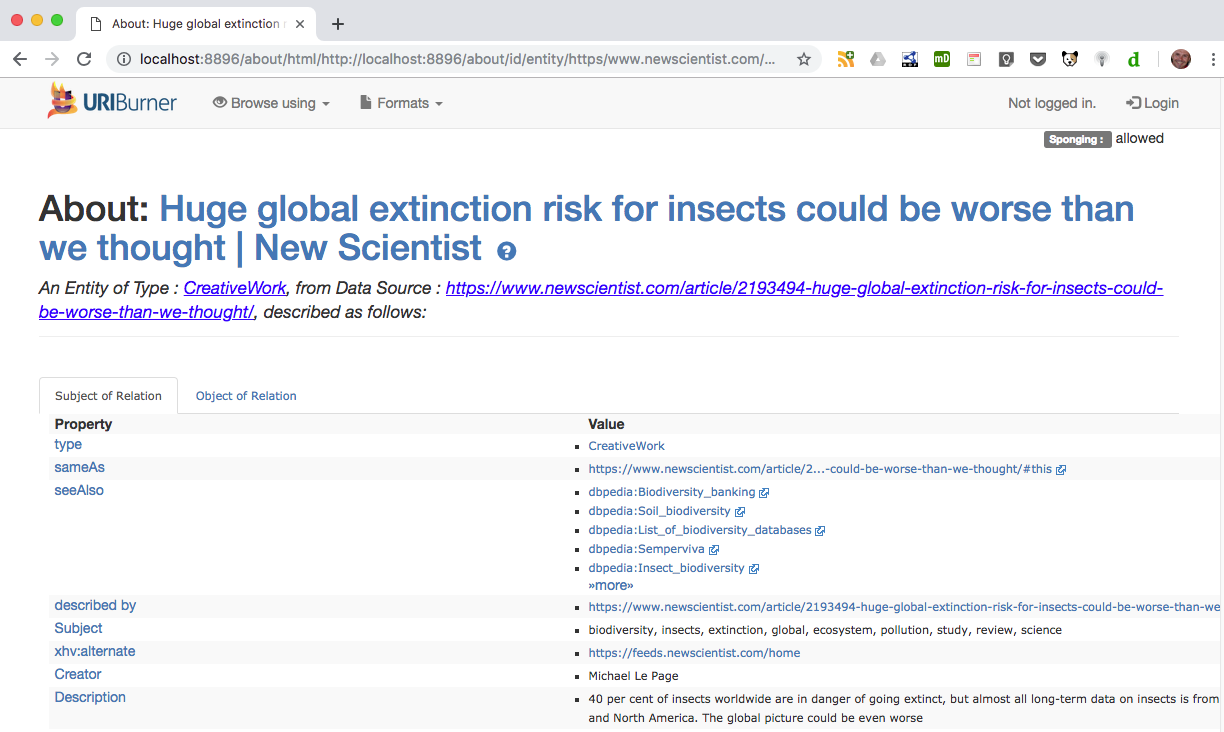 About: Huge global extinction
localhost:8896/about/html/http://localhost:8896/about/id/entity/https/www.newscientist.com/...
mD
d
URIBurner
Browse using
Formats
Not logged in.
Login
Sponging :
allowed
About: Huge global extinction risk for insects could be worse than
we thought | New Scientist ?
An Entity of Type : CreativeWork, from Data Source : https://www.newscientist.com/article/2193494-huge-global-extinction-risk-for-insects-could-
be-worse-than-we-thought/, described as follows:
Subject of Relation
Object of Relation
Property Value
type CreativeWork
sameAs https://www.newscientist.com/article/2...-could-be-worse-than-we-thought/#this
seeAlso dbpedia:Biodiversity_banking
dbpedia:Soil_biodiversity
dbpedia:List_of_biodiversity_databases
dbpedia:Semperviva
dbpedia:Insect_biodiversity
»more»
described by https://www.newscientist.com/article/2193494-huge-global-extinction-risk-for-insects-could-be-worse-than-we
Subject biodiversity, insects, extinction, global, ecosystem, pollution, study, review, science
xhv:alternate https://feeds.newscientist.com/home
Creator Michael Le Page
Description 40 per cent of insects worldwide are in danger of going extinct, but almost all long-term data on insects is from
and North America. The global picture could be even worse